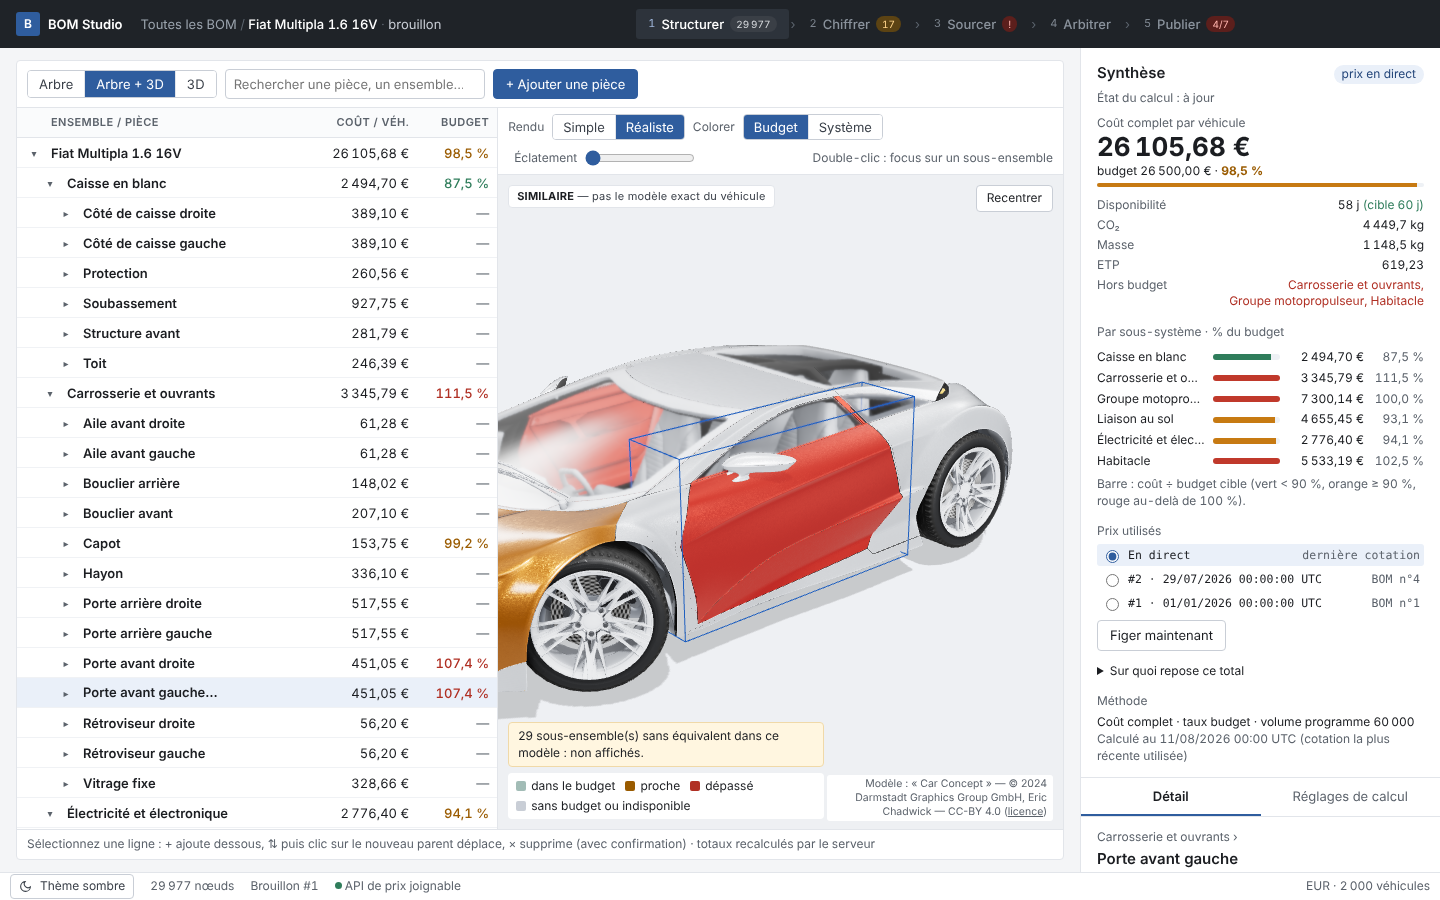 B BOM Studio Toutes les BOM / Fiat Multipla 1.6 16V · brouillon
1 Structurer 29 977 › 2 Chiffrer 17 › 3 Sourcer ! › 4 Arbitrer › 5 Publier 4/7
Arbre Arbre + 3D 3D Rechercher une pièce, un ensemble... + Ajouter une pièce
ENSEMBLE / PIÈCE COÛT / VÉH. BUDGET
Fiat Multipla 1.6 16V 26 105,68 € 98,5 %
Caisse en blanc 2 494,70 € 87,5 %
Côté de caisse droite 389,10 € —
Côté de caisse gauche 389,10 € —
Protection 260,56 € —
Soubassement 927,75 € —
Structure avant 281,79 € —
Toit 246,39 € —
Carrosserie et ouvrants 3 345,79 € 111,5 %
Aile avant droite 61,28 € —
Aile avant gauche 61,28 € —
Bouclier arrière 148,02 € —
Bouclier avant 207,10 € —
Capot 153,75 € 99,2 %
Hayon 336,10 € —
Porte arrière droite 517,55 € —
Porte arrière gauche 517,55 € —
Porte avant droite 451,05 € 107,4 %
Porte avant gauche... 451,05 € 107,4 %
Rétroviseur droite 56,20 € —
Rétroviseur gauche 56,20 € —
Vitrage fixe 328,66 € —
Électricité et électronique 2 776,40 € 94,1 %
Sélectionnez une ligne : + ajoute dessous, ⇅ puis clic sur le nouveau parent déplace, × supprime (avec confirmation) · totaux recalculés par le serveur
Rendu Simple Réaliste Colorer Budget Système
Éclatement Double-clic : focus sur un sous-ensemble
SIMILAIRE — pas le modèle exact du véhicule
Recentrer
29 sous-ensemble(s) sans équivalent dans ce
modèle : non affichés.
dans le budget proche dépassé
sans budget ou indisponible
Modèle : « Car Concept » — © 2024
Darmstadt Graphics Group GmbH, Eric
Chadwick — CC-BY 4.0 (licence)
Synthèse prix en direct
État du calcul : à jour
Coût complet par véhicule
26 105,68 €
budget 26 500,00 € · 98,5 %
Disponibilité 58 j (cible 60 j)
CO₂ 4 449,7 kg
Masse 1 148,5 kg
ETP 619,23
Hors budget Carrosserie et ouvrants,
Groupe motopropulseur, Habitacle
Par sous-système · % du budget
Caisse en blanc 2 494,70 € 87,5 %
Carrosserie et o... 3 345,79 € 111,5 %
Groupe motopro... 7 300,14 € 100,0 %
Liaison au sol 4 655,45 € 93,1 %
Électricité et élec... 2 776,40 € 94,1 %
Habitacle 5 533,19 € 102,5 %
Barre : coût ÷ budget cible (vert < 90 %, orange ≥ 90 %,
rouge au-delà de 100 %).
Prix utilisés
En direct dernière cotation
#2 · 29/07/2026 00:00:00 UTC BOM n°4
#1 · 01/01/2026 00:00:00 UTC BOM n°1
Figer maintenant
Sur quoi repose ce total
Méthode
Coût complet · taux budget · volume programme 60 000
Calculé au 11/08/2026 00:00 UTC (cotation la plus
récente utilisée)
Détail Réglages de calcul
Carrosserie et ouvrants ›
Porte avant gauche
Thème sombre 29 977 nœuds Brouillon #1 API de prix joignable EUR · 2 000 véhicules